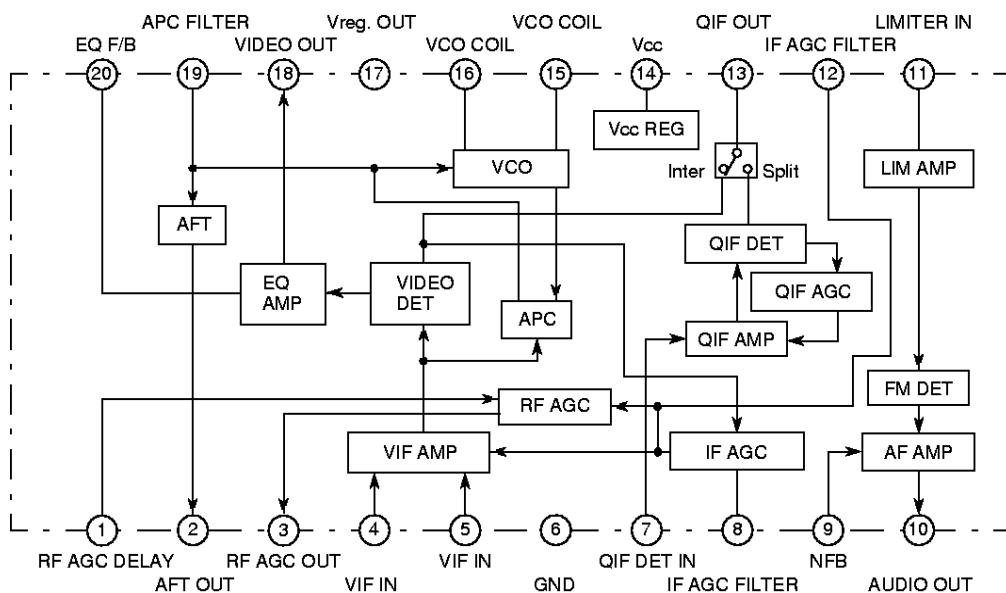 APC FILTER Vreg. OUT VCO COIL QIF OUT LIMITER IN
EQ F/B VIDEO OUT VCO COIL Vcc IF AGC FILTER
20 19 18 17 16 15 14 13 12 11
Vcc REG
VCO Inter Split LIM AMP
AFT
QIF DET
EQ AMP
VIDEO DET
QIF AGC
APC
QIF AMP
FM DET
RF AGC
VIF AMP IF AGC AF AMP
1 2 3 4 5 6 7 8 9 10
RF AGC DELAY RF AGC OUT VIF IN QIF DET IN NFB
AFT OUT VIF IN GND IF AGC FILTER AUDIO OUT